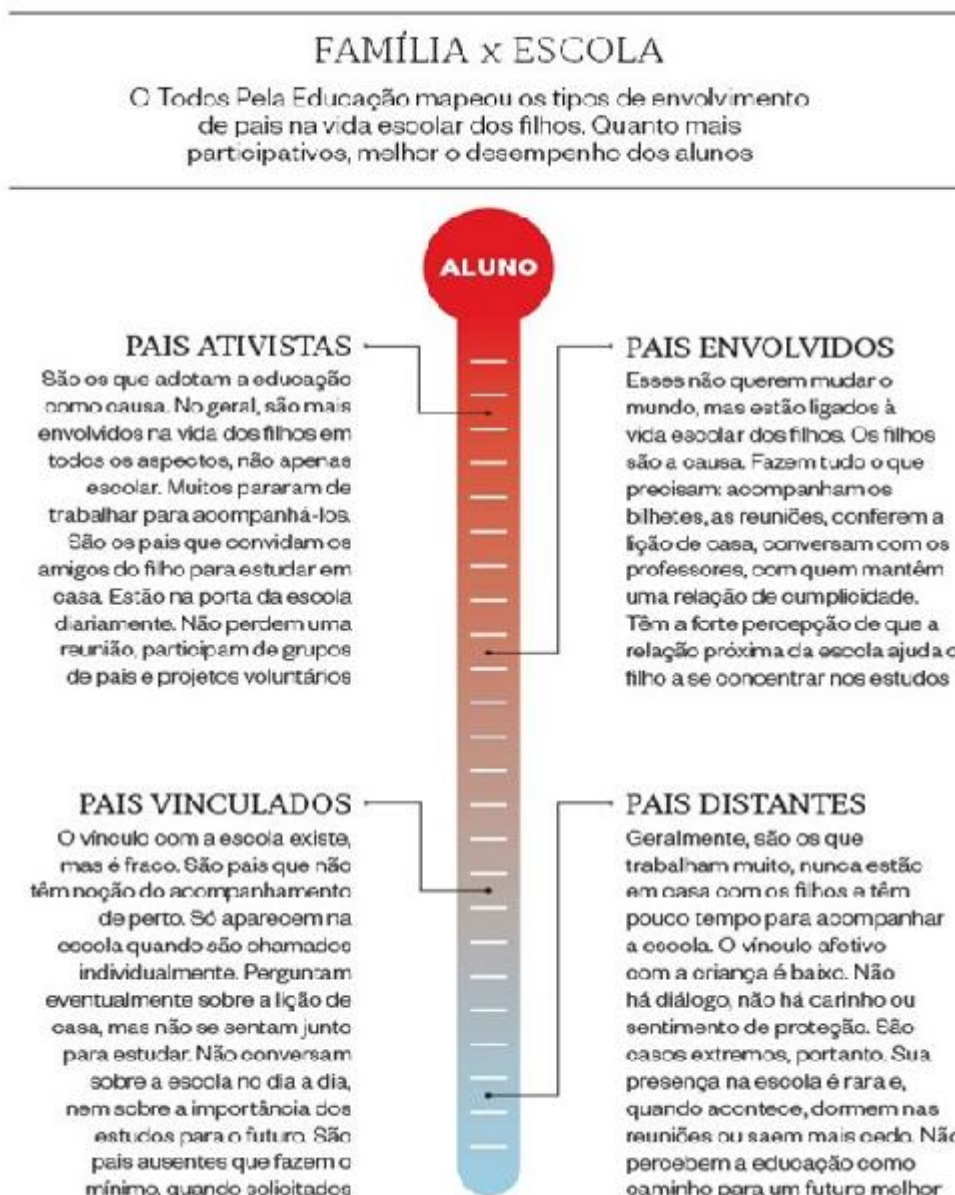 FAMÍLIA x ESCOLA
O Todos Pela Educação mapeou os tipos de envolvimento
de pais na vida escolar dos filhos. Quanto mais
participativos, melhor o desempenho dos alunos
ALUNO
PAIS ATIVISTAS
São os que adotam a educação
como causa. No geral, são mais
envolvidos na vida dos filhos em
todos os aspectos, não apenas
escolar. Muitos pararam de
trabalhar para acompanhá-los.
São os pais que convidam os
amigos do filho para estudar em
casa. Estão na porta da escola
diariamente. Não perdem uma
reunião, participam de grupos
de pais e projetos voluntários
PAIS ENVOLVIDOS
Esses não querem mudar o
mundo, mas estão ligados à
vida escolar dos filhos. Os filhos
são a causa. Fazem tudo o que
precisam: acompanham os
bilhetes, as reuniões, conferem a
lição de casa, conversam com os
professores, com quem mantêm
uma relação de cumplicidade.
Têm a forte percepção de que a
relação próxima da escola ajuda o
filho a se concentrar nos estudos
PAIS VINCULADOS
O vínculo com a escola existe,
mas é fraco. São pais que não
têm noção do acompanhamento
de perto. Só aparecem na
escola quando são chamados
individualmente. Perguntam
eventualmente sobre a lição de
casa, mas não se sentam junto
para estudar. Não conversam
sobre a escola no dia a dia,
nem sobre a importância dos
estudos para o futuro. São
pais ausentes que fazem o
mínimo, quando solicitados
PAIS DISTANTES
Geralmente, são os que
trabalham muito, nunca estão
em casa com os filhos e têm
pouco tempo para acompanhar
a escola. O vínculo afetivo
com a criança é baixo. Não
há diálogo, não há carinho ou
sentimento de proteção. São
casos extremos, portanto. Sua
presença na escola é rara e,
quando acontece, dormem nas
reuniões ou saem mais cedo. Não
percebem a educação como
caminho para um futuro melhor